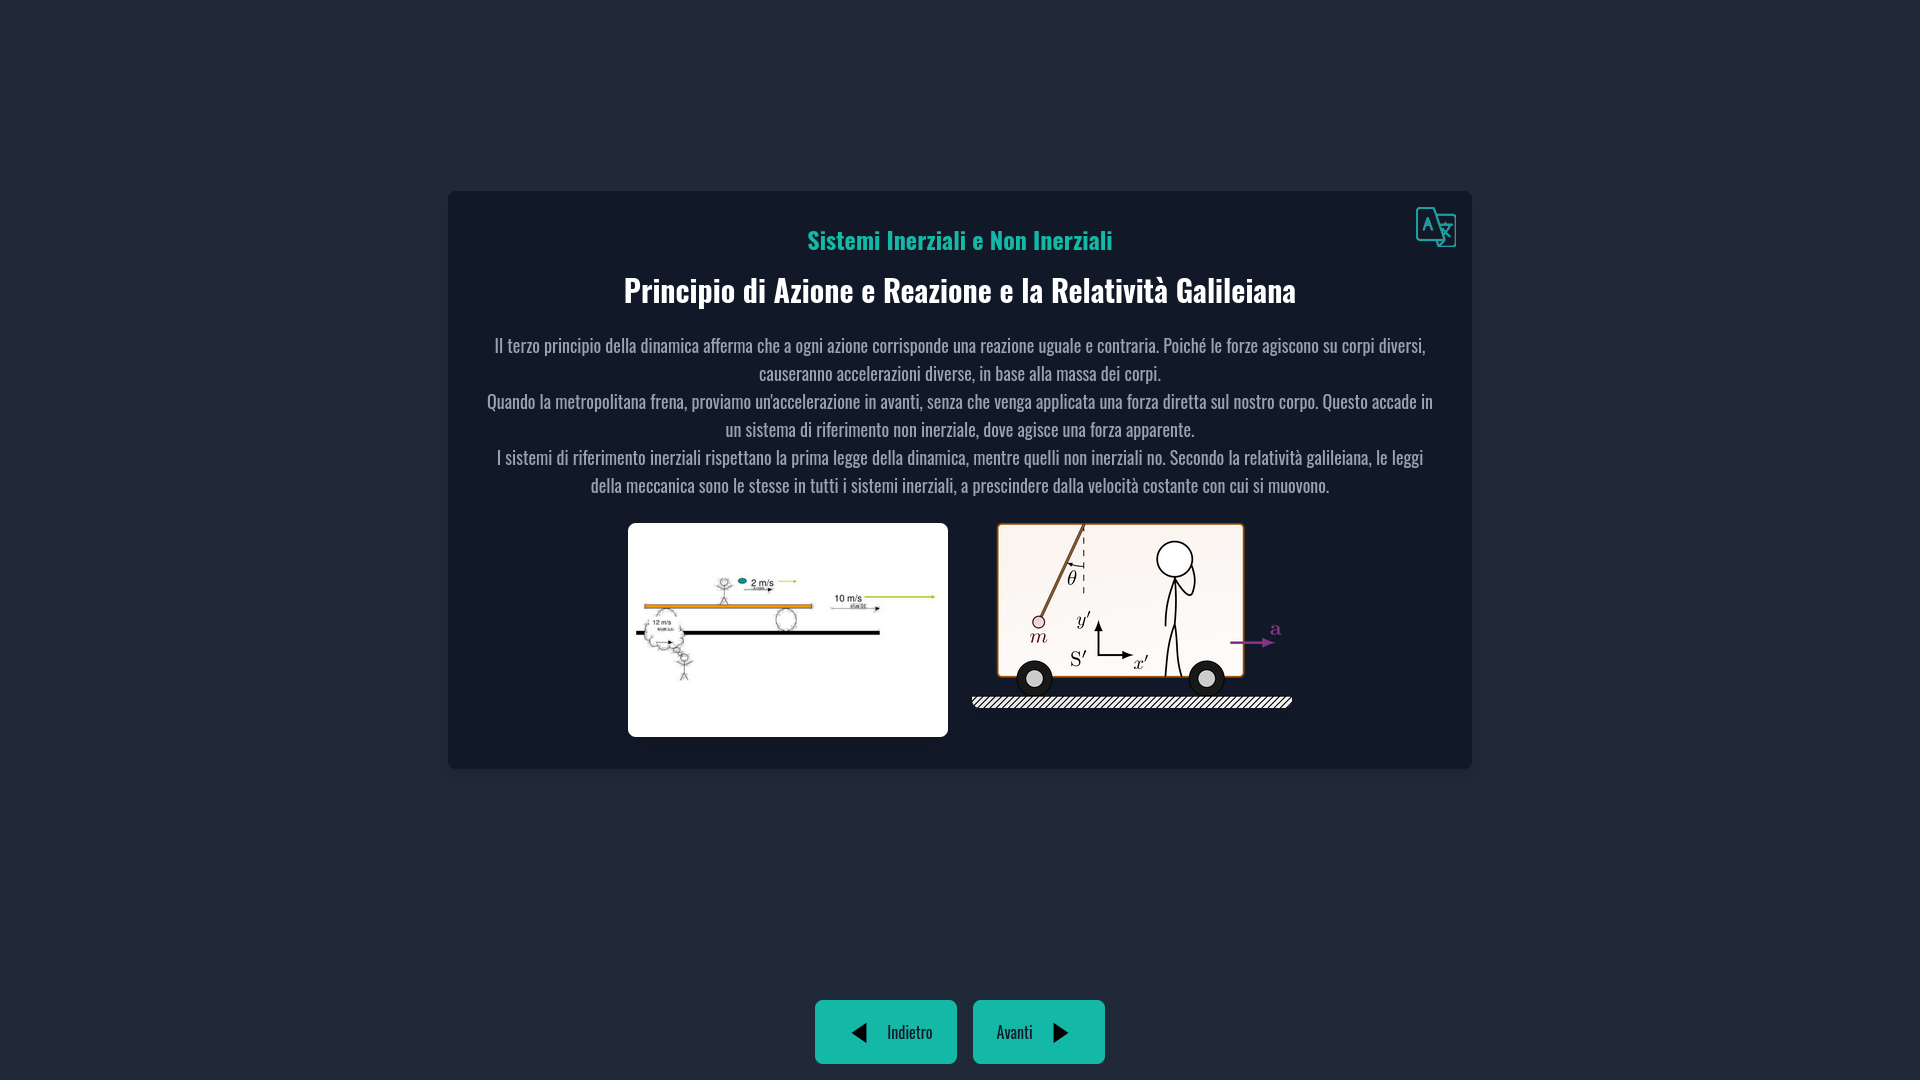 Sistemi Inerziali e Non Inerziali
Principio di Azione e Reazione e la Relatività Galileiana
Il terzo principio della dinamica afferma che a ogni azione corrisponde una reazione uguale e contraria. Poiché le forze agiscono su corpi diversi,
causeranno accelerazioni diverse, in base alla massa dei corpi.
Quando la metropolitana frena, proviamo un'accelerazione in avanti, senza che venga applicata una forza diretta sul nostro corpo. Questo accade in
un sistema di riferimento non inerziale, dove agisce una forza apparente.
I sistemi di riferimento inerziali rispettano la prima legge della dinamica, mentre quelli non inerziali no. Secondo la relatività galileiana, le leggi
della meccanica sono le stesse in tutti i sistemi inerziali, a prescindere dalla velocità costante con cui si muovono.
2 m/s
10 m/s
12 m/s
θ
m
y′
S′
x′
a
Indietro
Avanti